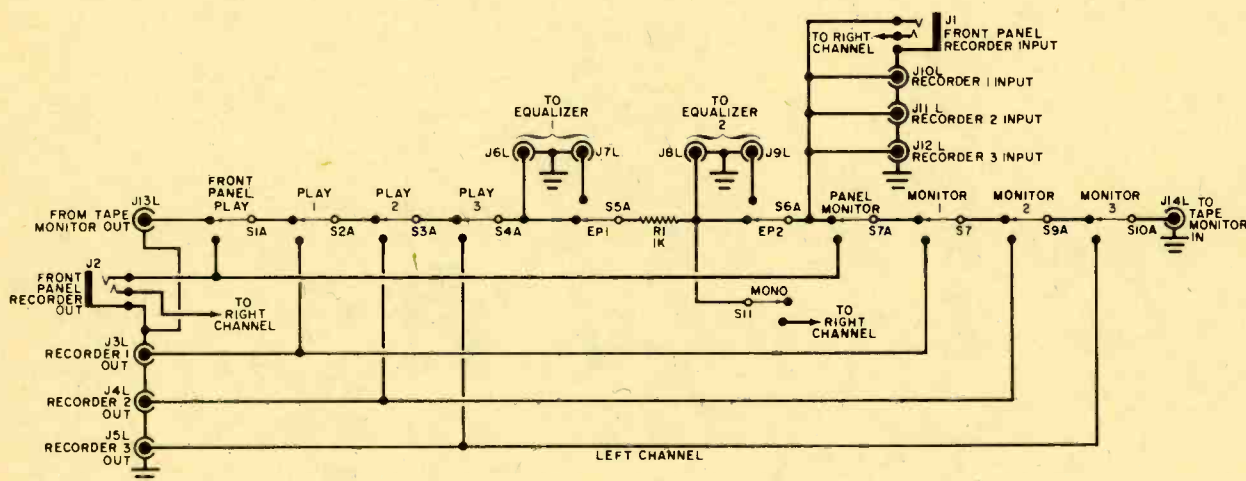 J1
FRONT PANEL
RECORDER INPUT
TO RIGHT
CHANNEL
J10L
RECORDER 1 INPUT
J11 L
RECORDER 2 INPUT
J12 L
RECORDER 3 INPUT
TO
EQUALIZER
1
J6L
J7L
TO
EQUALIZER
2
J8L
J9L
J13L
FROM TAPE
MONITOR OUT
FRONT
PANEL
PLAY
S1A
PLAY
1
S2A
PLAY
2
S3A
PLAY
3
S4A
EP1
S5A
R1
1K
EP2
S6A
PANEL
MONITOR
S7A
MONITOR
1
S7
MONITOR
2
S9A
MONITOR
3
S10A
J14L
TO
TAPE
MONITOR
IN
J2
FRONT
PANEL
RECORDER
OUT
TO
RIGHT
CHANNEL
MONO
S11
TO
RIGHT
CHANNEL
J3L
RECORDER 1
OUT
J4L
RECORDER 2
OUT
J5L
RECORDER 3
OUT
LEFT CHANNEL